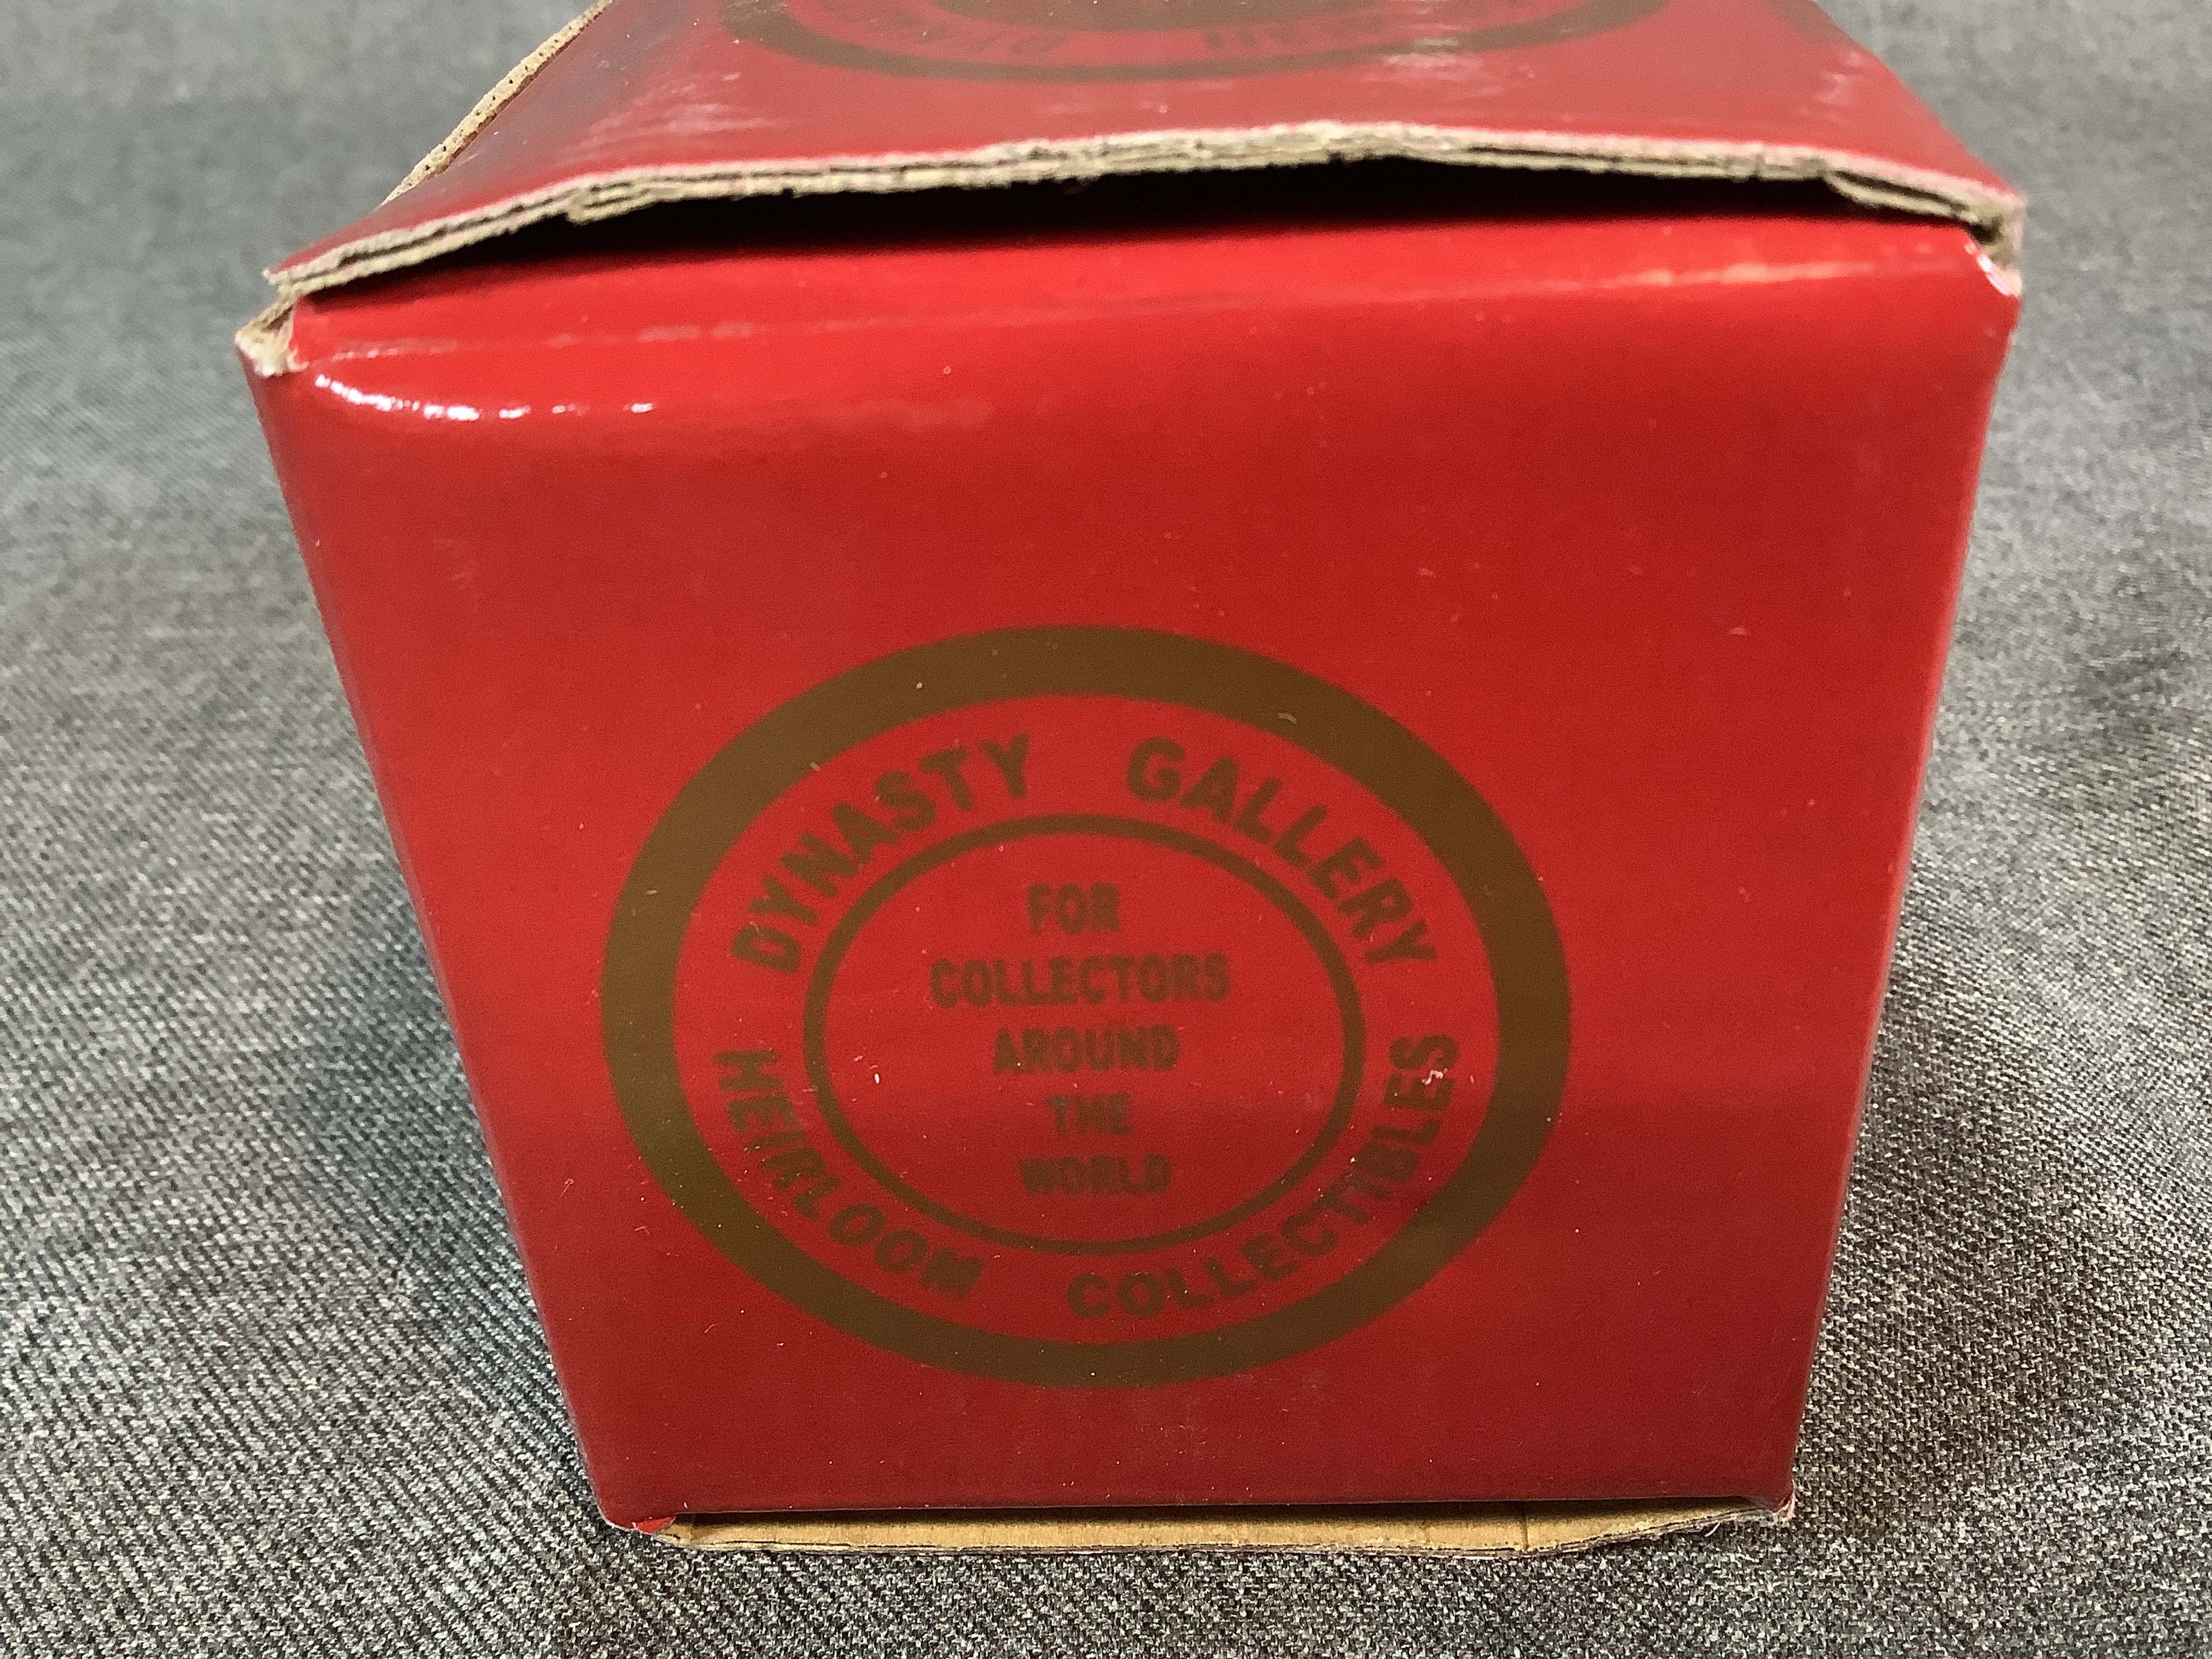 DYNASTY GALLERY
FOR
COLLECTORS
AROUND
THE
WORLD
HEIRLOOM COLLECTIBLES